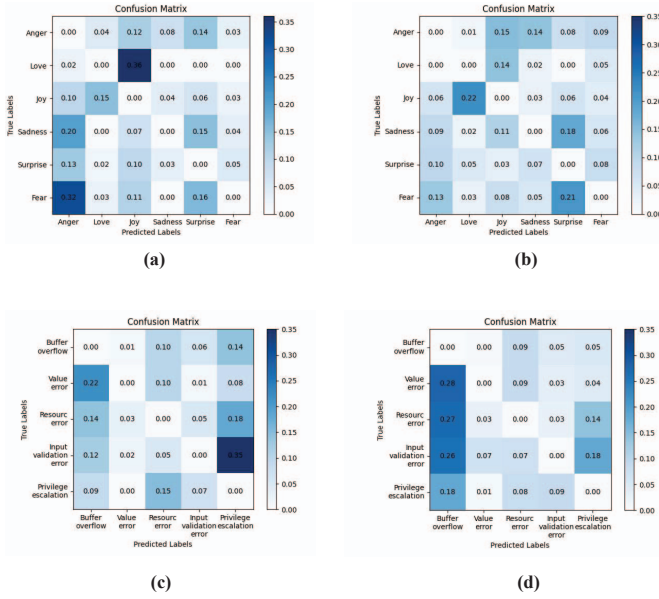 Confusion Matrix
Anger 0.00 0.04 0.12 0.08 0.14 0.03
Love 0.02 0.00 0.36 0.00 0.00 0.00
Joy 0.10 0.15 0.00 0.04 0.06 0.03
Sadness 0.20 0.00 0.07 0.00 0.15 0.04
Surprise 0.13 0.02 0.10 0.03 0.00 0.05
Fear 0.32 0.03 0.11 0.00 0.16 0.00
Anger Love Joy Sadness Surprise Fear
Predicted Labels
True Labels
0.35
0.30
0.25
0.20
0.15
0.10
0.05
0.00
(a)
Confusion Matrix
Anger 0.00 0.01 0.15 0.14 0.08 0.09
Love 0.00 0.00 0.14 0.02 0.00 0.05
Joy 0.06 0.22 0.00 0.03 0.06 0.04
Sadness 0.09 0.02 0.11 0.00 0.18 0.06
Surprise 0.10 0.05 0.03 0.07 0.00 0.08
Fear 0.13 0.03 0.08 0.05 0.21 0.00
Anger Love Joy Sadness Surprise Fear
Predicted Labels
True Labels
0.35
0.30
0.25
0.20
0.15
0.10
0.05
0.00
(b)
Confusion Matrix
Buffer
overflow 0.00 0.01 0.10 0.06 0.14
Value
error 0.22 0.00 0.10 0.01 0.08
Resourc
error 0.14 0.03 0.00 0.05 0.18
Input
validation
error 0.12 0.02 0.05 0.00 0.35
Privilege
escalation 0.09 0.00 0.15 0.07 0.00
Buffer Value Resourc Input Privilege
overflow error error validation escalation
error
Predicted Labels
True Labels
0.35
0.30
0.25
0.20
0.15
0.10
0.05
0.00
(c)
Confusion Matrix
Buffer
overflow 0.00 0.00 0.09 0.05 0.05
Value
error 0.28 0.00 0.09 0.03 0.04
Resourc
error 0.27 0.03 0.00 0.03 0.14
Input
validation
error 0.26 0.07 0.07 0.00 0.18
Privilege
escalation 0.18 0.01 0.08 0.09 0.00
Buffer Value Resourc Input Privilege
overflow error error validation escalation
error
Predicted Labels
True Labels
0.35
0.30
0.25
0.20
0.15
0.10
0.05
0.00
(d)